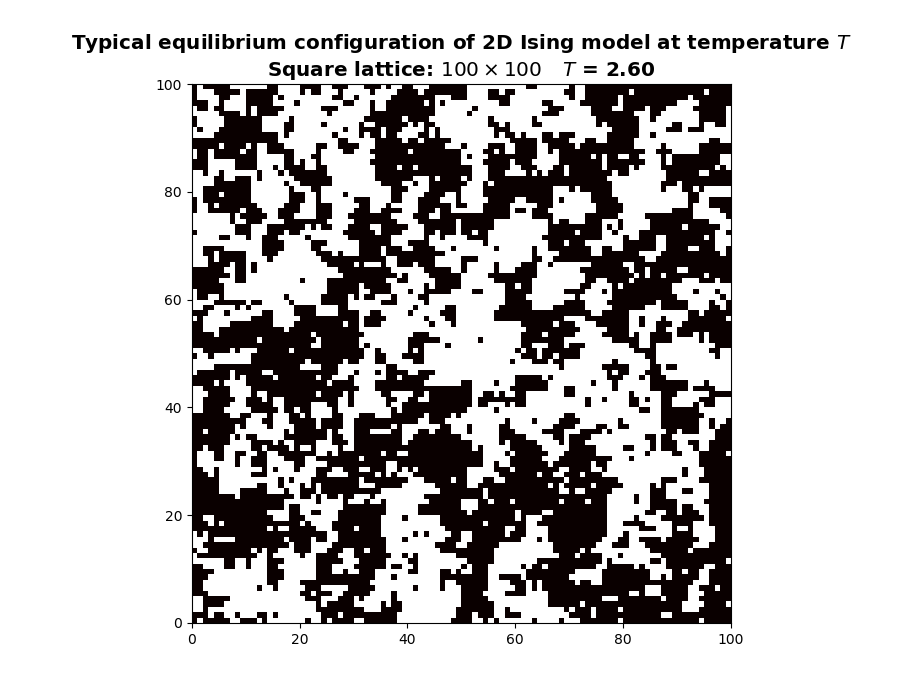 Typical equilibrium configuration of 2D Ising model at temperature T
Square lattice: 100 × 100 T = 2.60
100
80
60
40
20
0
0 20 40 60 80 100